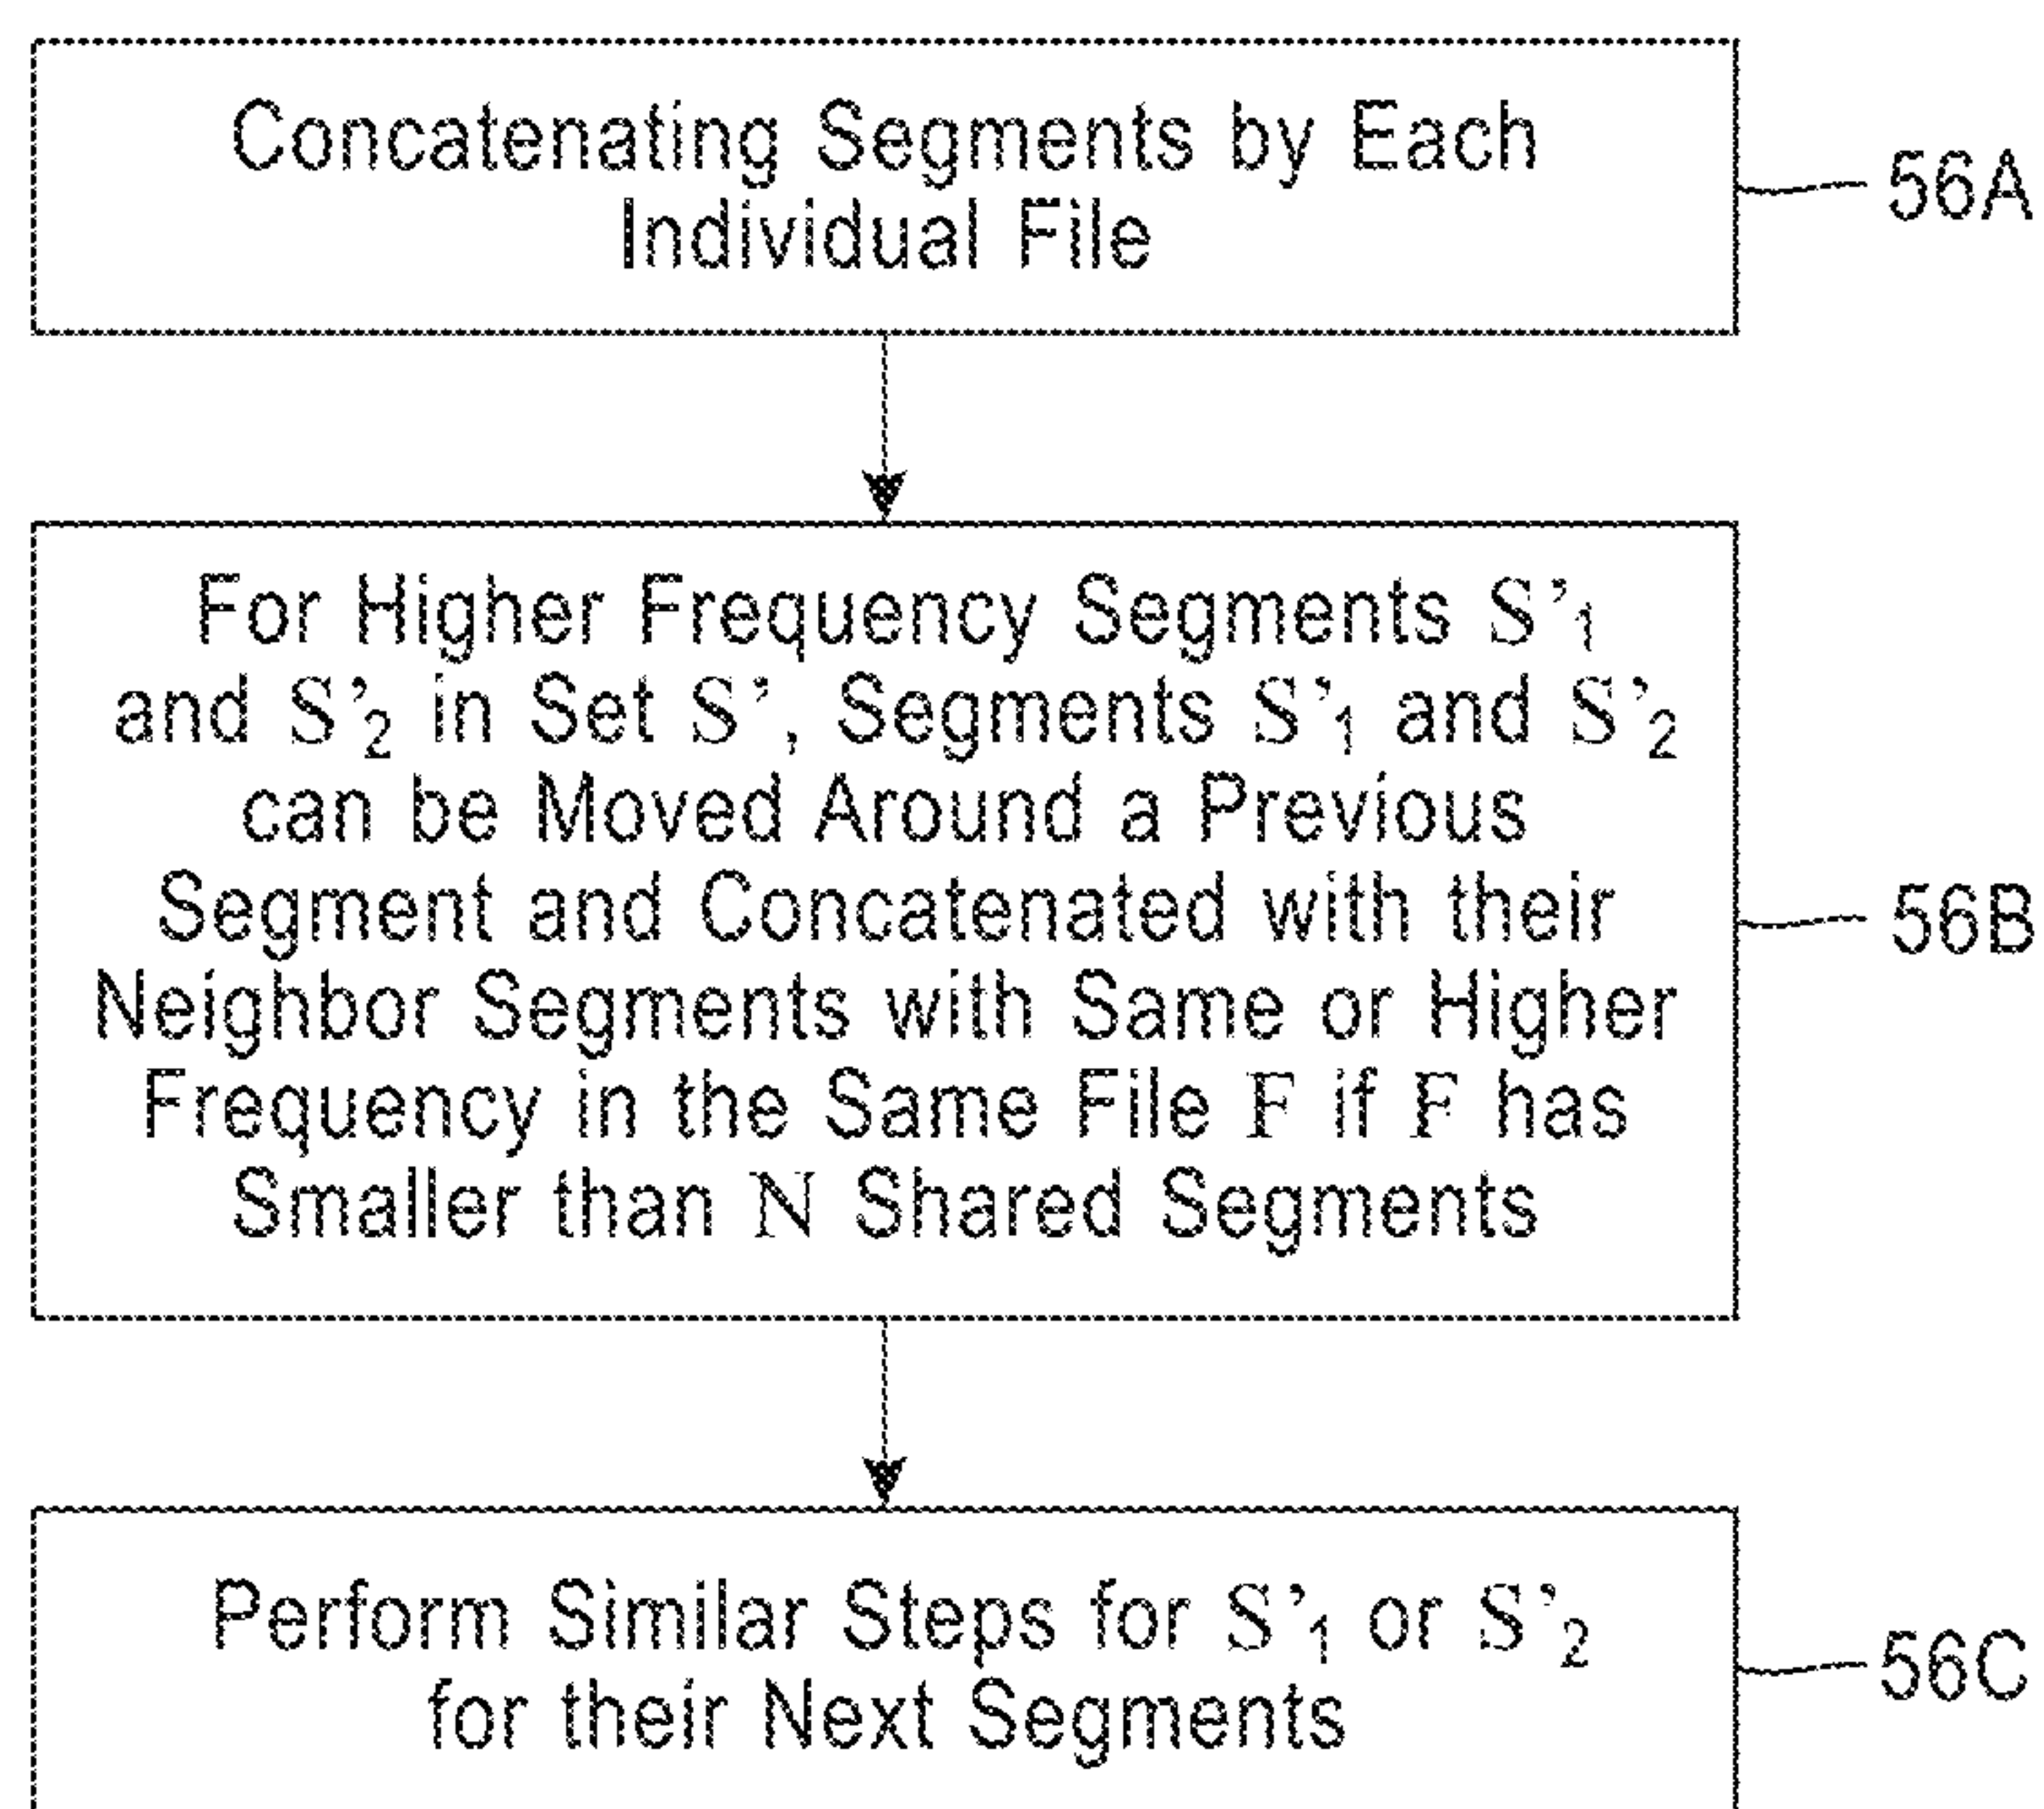 Concatenating Segments by Each
Individual File
56A
For Higher Frequency Segments S’₁
and S’₂ in Set S’, Segments S’₁ and S’₂
can be Moved Around a Previous
Segment and Concatenated with their
Neighbor Segments with Same or Higher
Frequency in the Same File F if F has
Smaller than N Shared Segments
56B
Perform Similar Steps for S’₁ or S’₂
for their Next Segments
56C